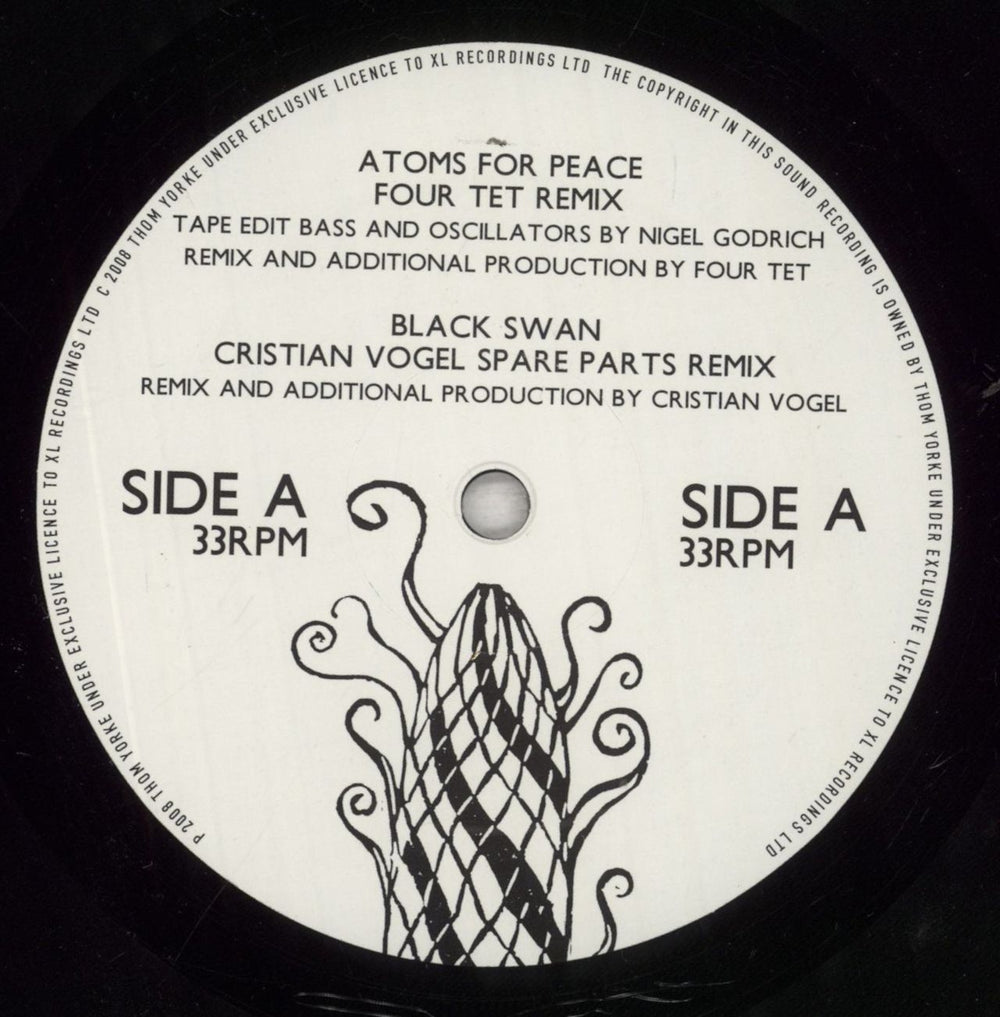 ATOMS FOR PEACE
FOUR TET REMIX
TAPE EDIT BASS AND OSCILLATORS BY NIGEL GODRICH
REMIX AND ADDITIONAL PRODUCTION BY FOUR TET
BLACK SWAN
CRISTIAN VOGEL SPARE PARTS REMIX
REMIX AND ADDITIONAL PRODUCTION BY CRISTIAN VOGEL
SIDE A
33RPM
SIDE A
33RPM
P 2008 THOM YORKE UNDER EXCLUSIVE LICENCE TO XL RECORDINGS LTD C 2008 THOM YORKE UNDER EXCLUSIVE LICENCE TO XL RECORDINGS LTD THE COPYRIGHT IN THIS SOUND RECORDING IS OWNED BY THOM YORKE UNDER EXCLUSIVE LICENCE TO XL RECORDINGS LTD